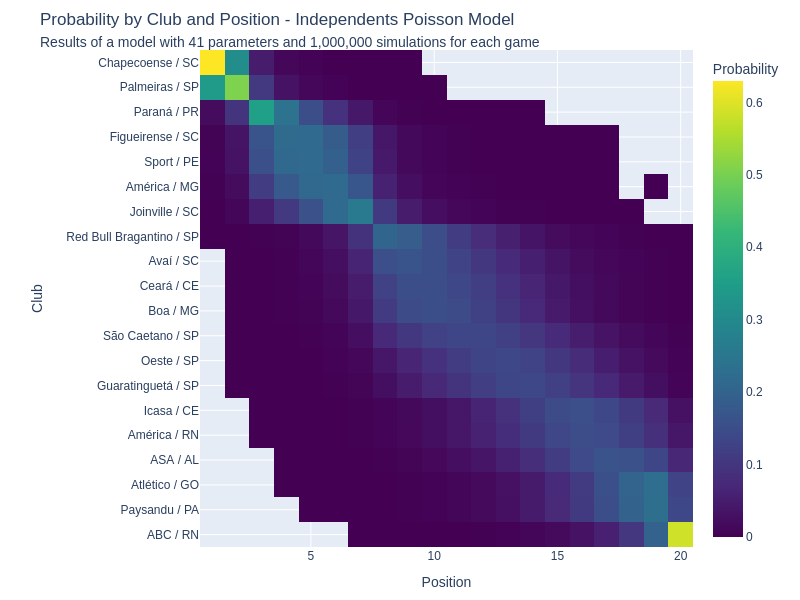 Probability by Club and Position - Independents Poisson Model
Results of a model with 41 parameters and 1,000,000 simulations for each game
Probability
Chapecoense / SC
Palmeiras / SP
Paraná / PR
Figueirense / SC
Sport / PE
América / MG
Joinville / SC
Red Bull Bragantino / SP
Avaí / SC
Ceará / CE
Boa / MG
São Caetano / SP
Oeste / SP
Guaratinguetá / SP
Icasa / CE
América / RN
ASA / AL
Atlético / GO
Paysandu / PA
ABC / RN
Club
5
10
15
20
Position
0.6
0.5
0.4
0.3
0.2
0.1
0